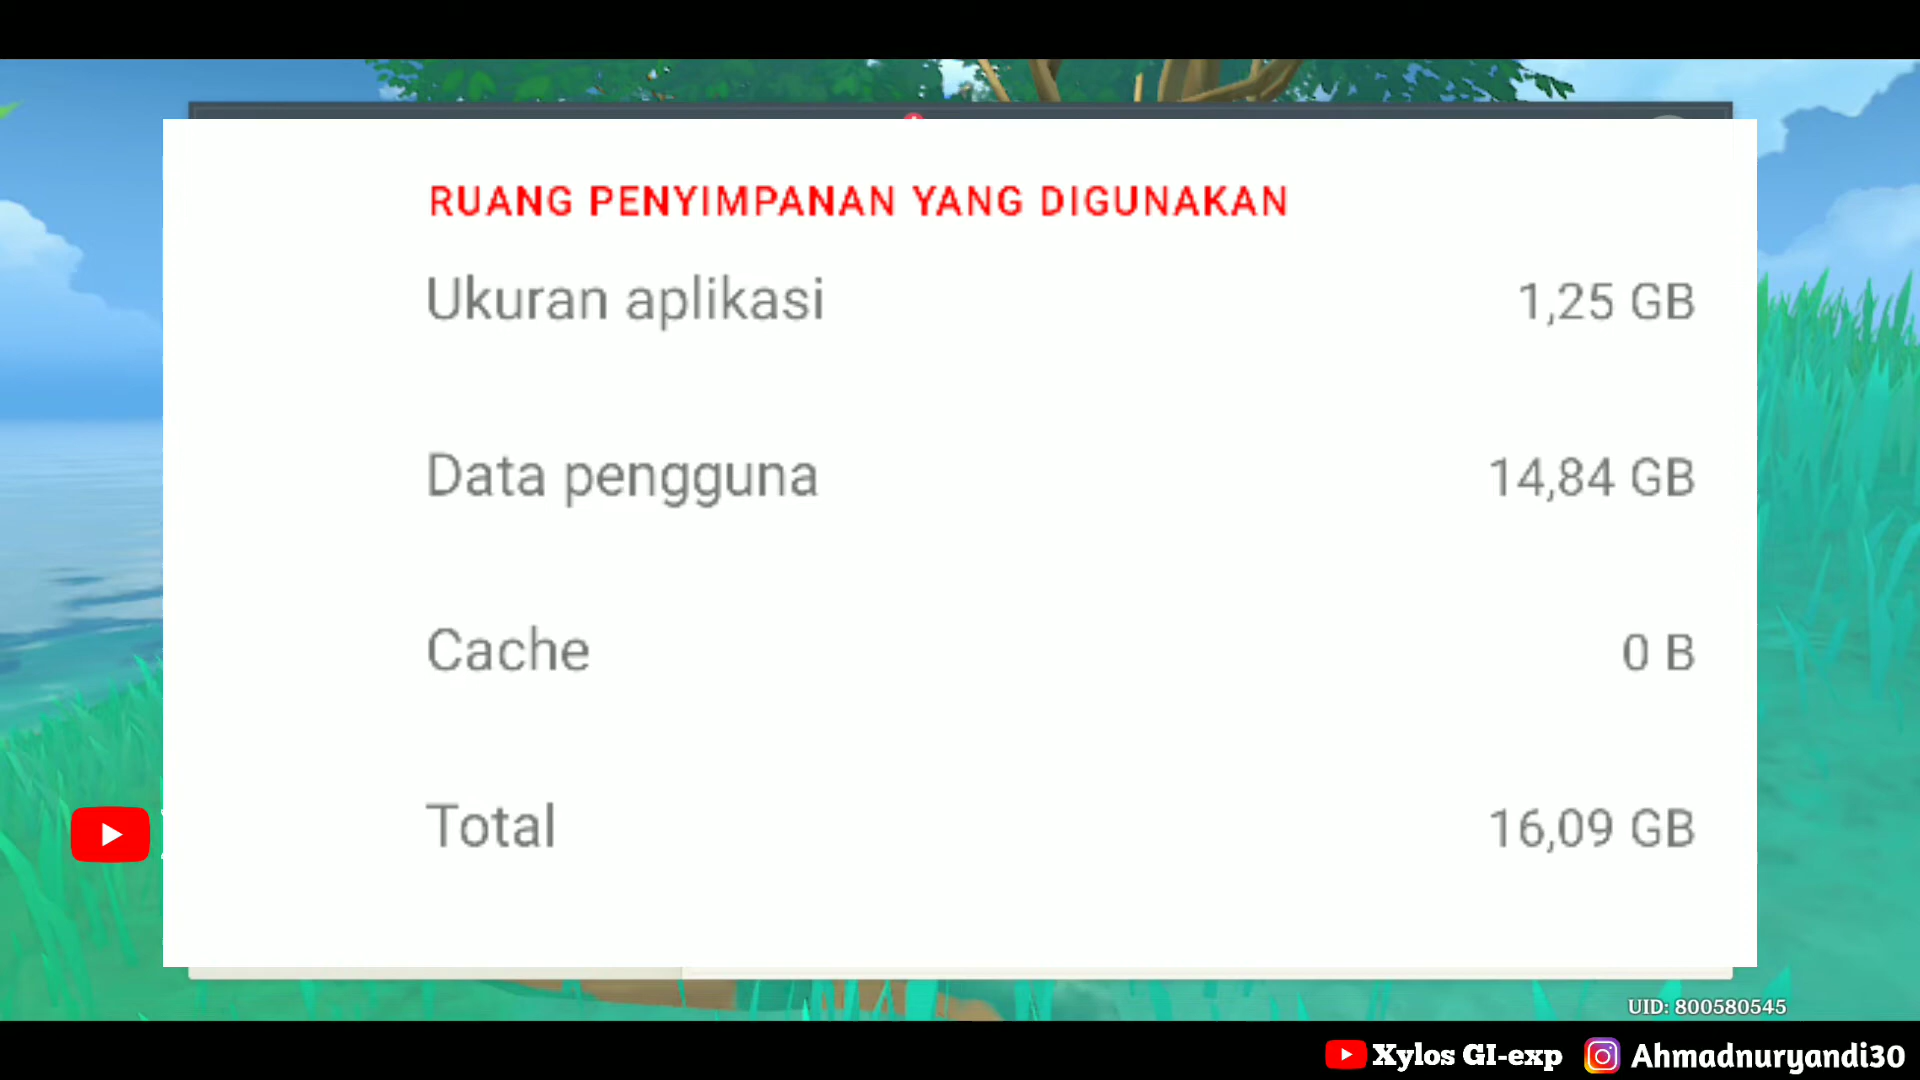 RUANG PENYIMPANAN YANG DIGUNAKAN
Ukuran aplikasi 1,25 GB
Data pengguna 14,84 GB
Cache 0 B
Total 16,09 GB
UID: 800580545
Xylos GI-exp Ahmadnuryandi30